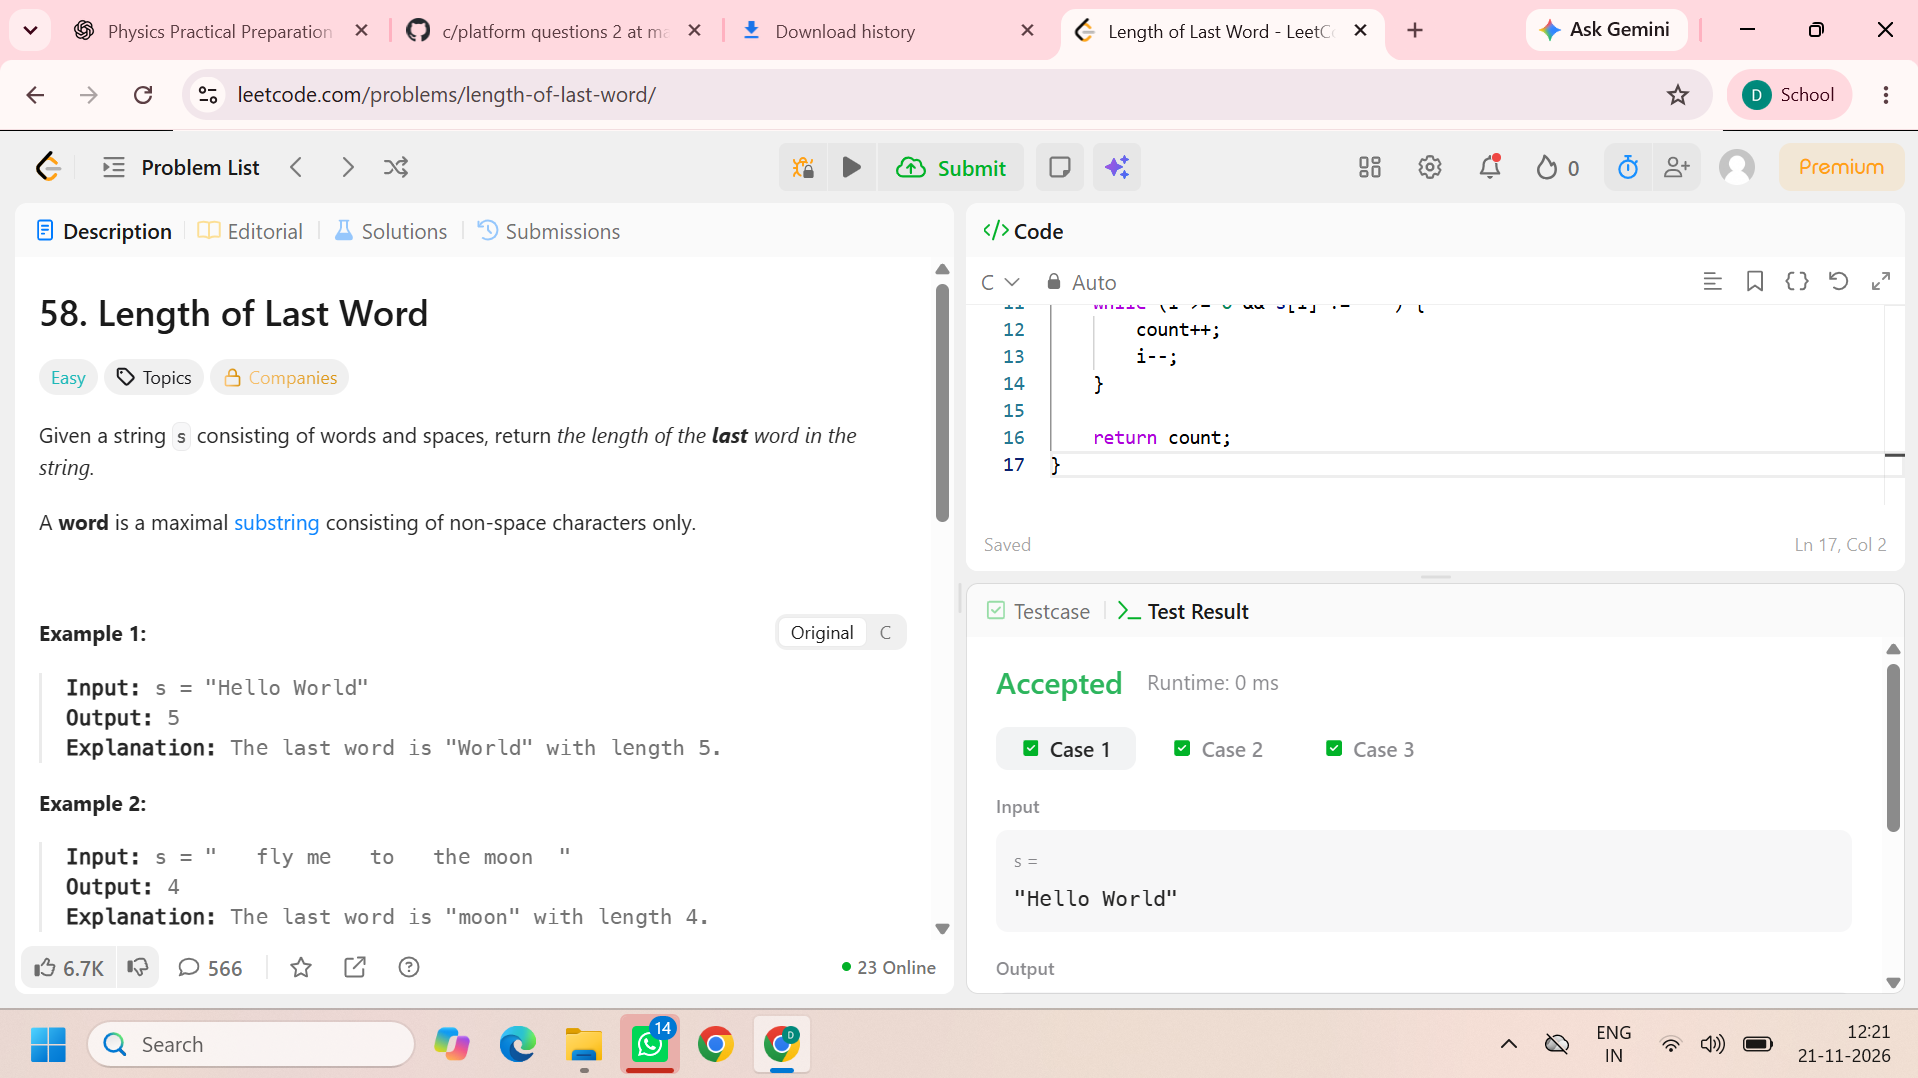 Physics Practical Preparation
c/platform questions 2 at ma
Download history
Length of Last Word - LeetCo
Ask Gemini
leetcode.com/problems/length-of-last-word/
D
School
Problem List
Submit
0
Premium
Description
Editorial
Solutions
Submissions
58. Length of Last Word
Easy
Topics
Companies
Given a string s consisting of words and spaces, return the length of the last word in the
string.
A word is a maximal substring consisting of non-space characters only.
Example 1:
Original
C
Input: s = "Hello World"
Output: 5
Explanation: The last word is "World" with length 5.
Example 2:
Input: s = "   fly me   to   the moon  "
Output: 4
Explanation: The last word is "moon" with length 4.
6.7K
566
23 Online
</> Code
C
Auto
12 count++;
13 i--;
14 }
15
16 return count;
17 }
Saved
Ln 17, Col 2
Testcase
>_ Test Result
Accepted
Runtime: 0 ms
Case 1
Case 2
Case 3
Input
s =
"Hello World"
Output
Search
14
D
ENG
IN
12:21
21-11-2026